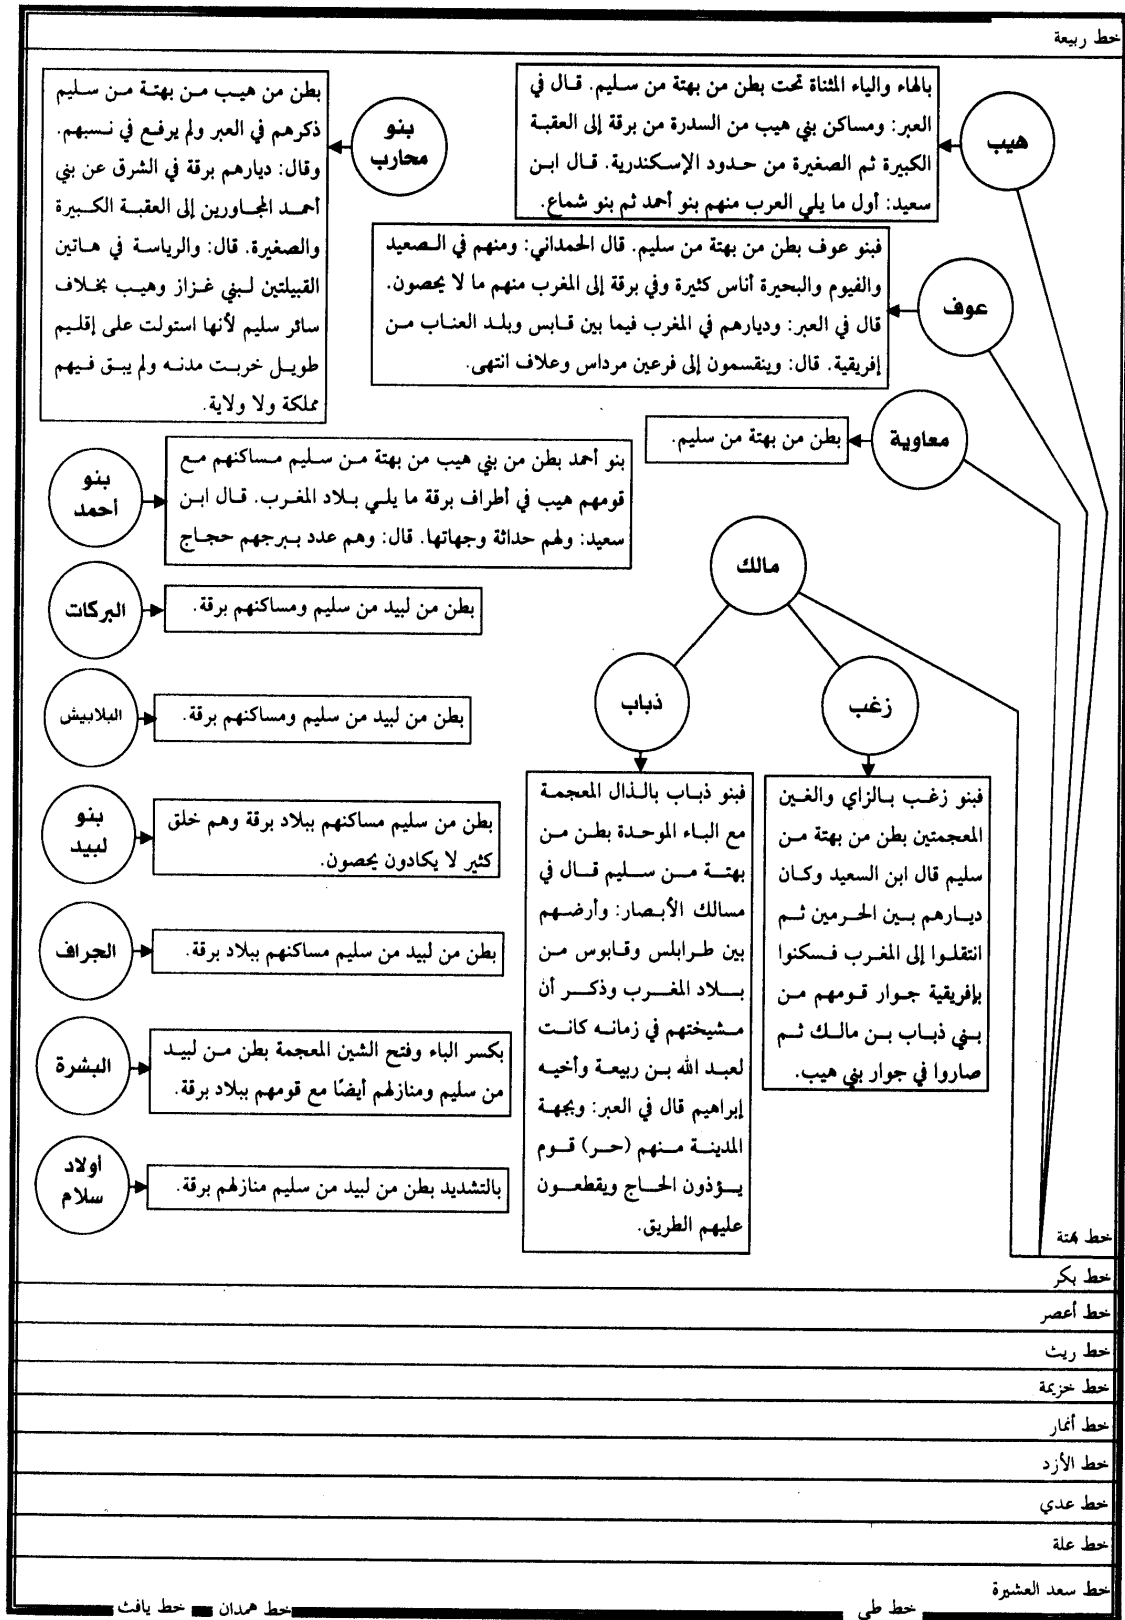 خط ربيعة
هيب
بالهاء والياء المثناة تحت بطن من بهتة من سليم. قال في
العبر: ومساكن بني هيب من السدرة من برقة إلى العقبة
الكبيرة ثم الصغيرة من حدود الإسكندرية. قال ابن
سعيد: أول ما يلي العرب منهم بنو أحمد ثم بنو شماع.
بنو
محارب
بطن من هيب من بهتة من سليم
ذكرهم في العبر ولم يرفع في نسبهم.
وقال: ديارهم برقة في الشرق عن بني
أحمد المجاورين إلى العقبة الكبيرة
والصغيرة. قال: والرياسة في هاتين
القبيلتين لبني غزاز وهيب بخلاف
سائر سليم لأنها استولت على إقليم
طويل خربت مدنه ولم يبق فيهم
مملكة ولا ولاية.
عوف
فبنو عوف بطن من بهتة من سليم. قال الحمداني: ومنهم في الصعيد
والفيوم والبحيرة أناس كثيرة وفي برقة إلى المغرب منهم ما لا يحصون.
قال في العبر: وديارهم في المغرب فيما بين قابس وبلد العناب من
إفريقية. قال: وينقسمون إلى فرعين مرداس وعلاف انتهى.
معاوية
بطن من بهتة من سليم.
بنو
أحمد
بنو أحمد بطن من بني هيب من بهتة من سليم مساكنهم مع
قومهم هيب في أطراف برقة ما يلي بلاد المغرب. قال ابن
سعيد: ولهم حداثة وجهاتها. قال: وهم عدد ببرجهم حجاج
مالك
البركات
بطن من لبيد من سليم ومساكنهم برقة.
زغب
ذباب
البلابيش
بطن من لبيد من سليم ومساكنهم برقة.
فبنو زغب بالزاي والغين
المعجمتين بطن من بهتة من
سليم قال ابن السعيد وكان
ديارهم بين الحرمين ثم
انتقلوا إلى المغرب فسكنوا
بإفريقية جوار قومهم من
بني ذباب بن مالك ثم
صاروا في جوار بني هيب.
فبنو ذباب بالذال المعجمة
مع الباء الموحدة بطن من
بهتة من سليم قال في
مسالك الأبصار: وأرضهم
بين طرابلس وقابوس من
بلاد المغرب وذكر أن
مشيختهم في زمانه كانت
لعبد الله بن ربيعة وأخيه
إبراهيم قال في العبر: وبجهة
المدينة منهم (حر) قوم
يؤذون الحاج ويقطعون
عليهم الطريق.
بنو
لبيد
بطن من سليم مساكنهم ببلاد برقة وهم خلق
كثير لا يكادون يحصون.
الجراف
بطن من لبيد من سليم مساكنهم ببلاد برقة.
البشرة
بكسر الباء وفتح الشين المعجمة بطن من لبيد
من سليم ومنازلهم أيضًا مع قومهم ببلاد برقة.
أولاد
سلام
بالتشديد بطن من لبيد من سليم منازلهم برقة.
خط بهتة
خط بكر
خط أعصر
خط ريث
خط خزيمة
خط أنمار
خط الأزد
خط عدي
خط علة
خط سعد العشيرة
خط طي
خط همدان
خط يافث